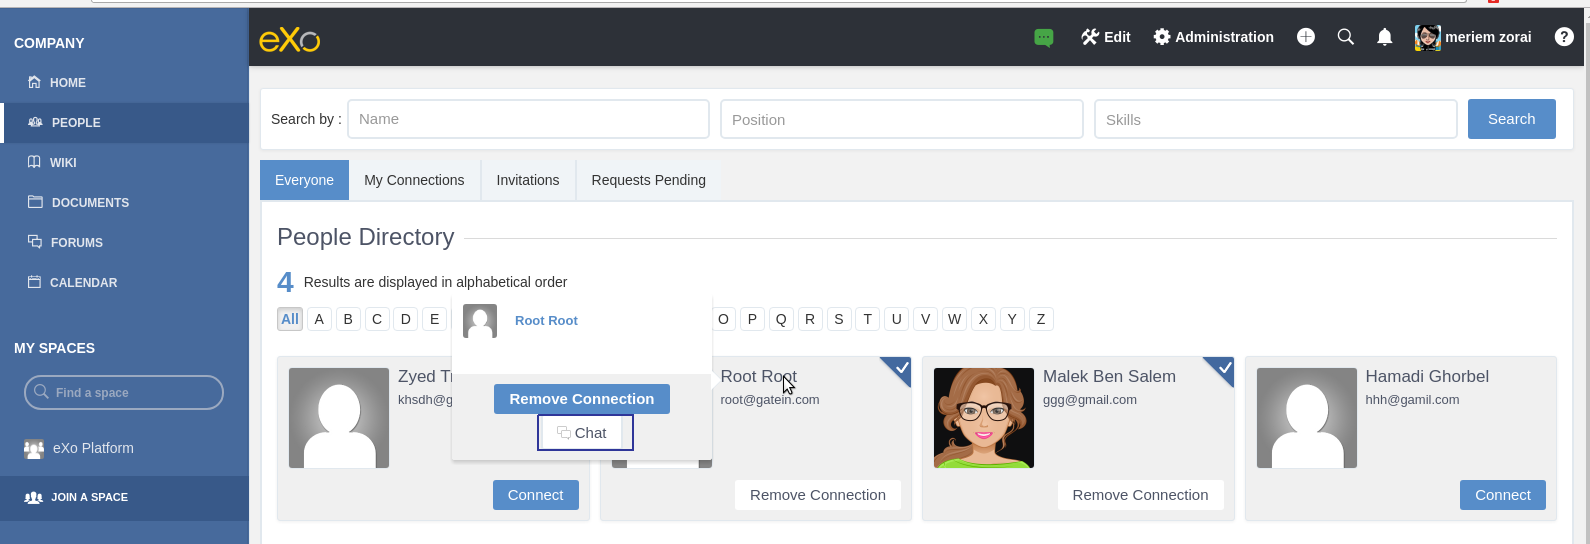 COMPANY
HOME
PEOPLE
WIKI
DOCUMENTS
FORUMS
CALENDAR
MY SPACES
Find a space
eXo Platform
JOIN A SPACE
eXo
Edit
Administration
meriem zorai
?
Search by :
Name
Position
Skills
Search
Everyone
My Connections
Invitations
Requests Pending
People Directory
4 Results are displayed in alphabetical order
All A B C D E O P Q R S T U V W X Y Z
Root Root
Remove Connection
Chat
Zyed
khsdh@g
Connect
Root Root
root@gatein.com
Remove Connection
Malek Ben Salem
ggg@gmail.com
Remove Connection
Hamadi Ghorbel
hhh@gamil.com
Connect